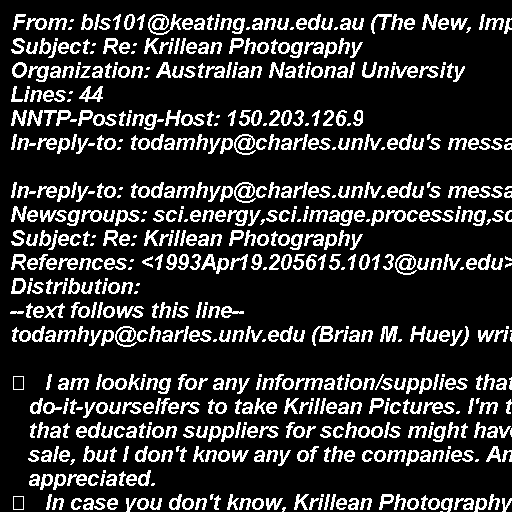 From: bls101@keating.anu.edu.au (The New, Imp
Subject: Re: Krillean Photography
Organization: Australian National University
Lines: 44
NNTP-Posting-Host: 150.203.126.9
In-reply-to: todamhyp@charles.unlv.edu's messa
In-reply-to: todamhyp@charles.unlv.edu's messa
Newsgroups: sci.energy,sci.image.processing,sc
Subject: Re: Krillean Photography
References: <1993Apr19.205615.1013@unlv.edu>
Distribution:
--text follows this line--
todamhyp@charles.unlv.edu (Brian M. Huey) writ
I am looking for any information/supplies that
do-it-yourselfers to take Krillean Pictures. I'm t
that education suppliers for schools might have
sale, but I don't know any of the companies. An
appreciated.
In case you don't know, Krillean Photography